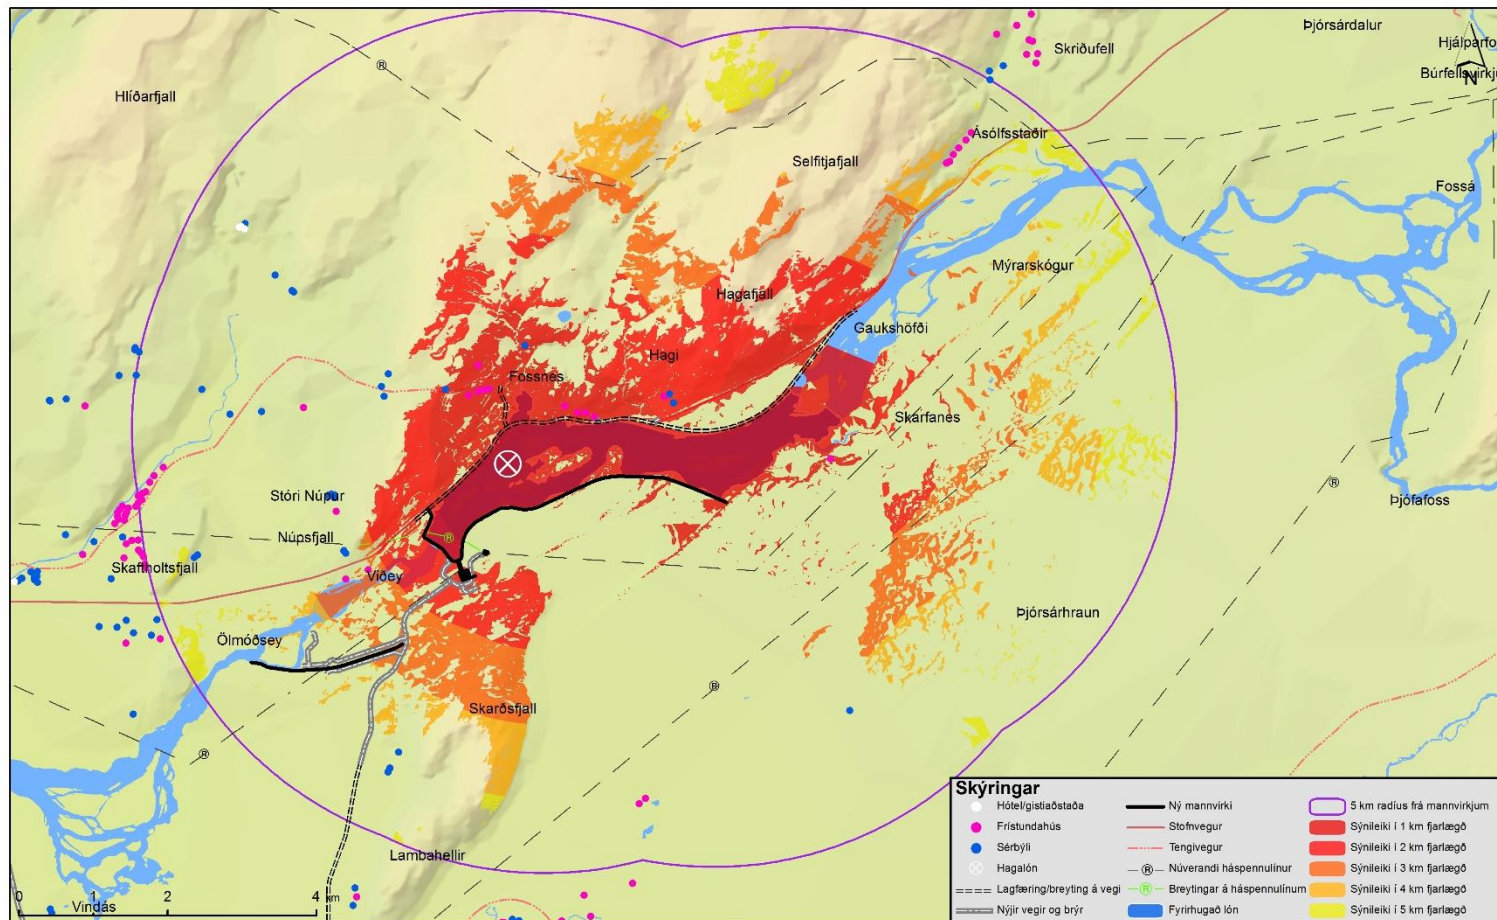 Þjórsárdalur
Skriðufell
Hjálparfo
Búrfellsvirkju
N
Hlíðarfjall
Ásólfsstaðir
Selfitjafjall
Fossá
Mýrarskógur
Hagafjall
Gaukshöfði
Hagi
Fossnes
Skarfanes
Stóri Núpur
Þjófafoss
Núpsfjall
Skaftholtsfjall
Viðey
Þjórsárhraun
Ölmóðsey
Skarðsfjall
Lambahellir
0 1 2 4 km
Vindás
R
R
R
R
R
Skýringar
Hótel/gistiaðstaða
Frístundahús
Sérbýli
Hagalón
Lagfæring/breyting á vegi
Nýjir vegir og brýr
Ný mannvirki
Stofnvegur
Tengivegur
R Núverandi háspennulínur
R Breytingar á háspennulínum
Fyrirhugað lón
5 km radíus frá mannvirkjum
Sýnileiki í 1 km fjarlægð
Sýnileiki í 2 km fjarlægð
Sýnileiki í 3 km fjarlægð
Sýnileiki í 4 km fjarlægð
Sýnileiki í 5 km fjarlægð